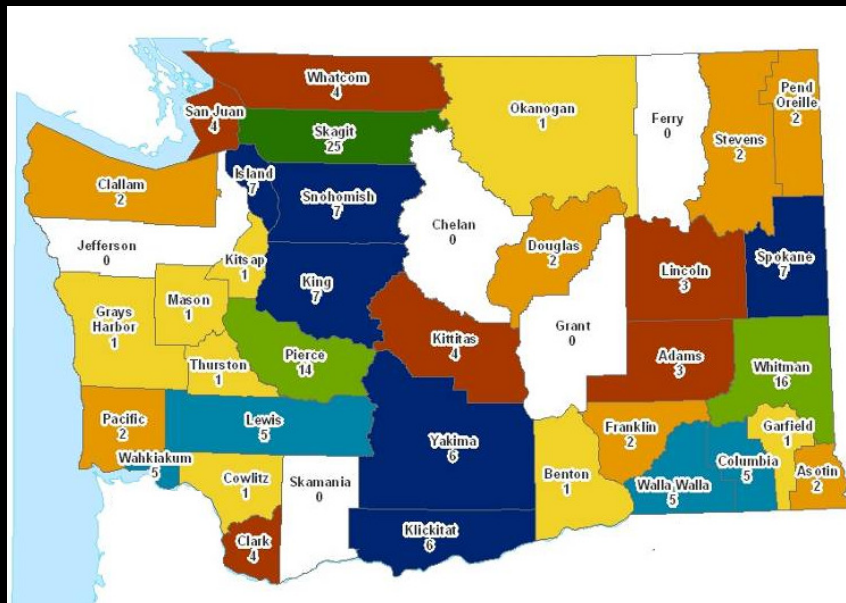 Whatcom
4
San Juan
4
Skagit
25
Okanogan
1
Ferry
0
Stevens
2
Pend
Oreille
2
Clallam
2
Island
7
Snohomish
7
Chelan
0
Jefferson
0
Kitsap
1
King
7
Douglas
2
Lincoln
3
Spokane
7
Grays
Harbor
1
Mason
1
Thurston
1
Pierce
14
Kittitas
4
Grant
0
Adams
3
Whitman
16
Pacific
2
Lewis
5
Yakima
6
Franklin
2
Garfield
1
Wahkiakum
5
Cowlitz
1
Skamania
0
Benton
1
Walla Walla
5
Columbia
5
Asotin
2
Clark
4
Klickitat
6